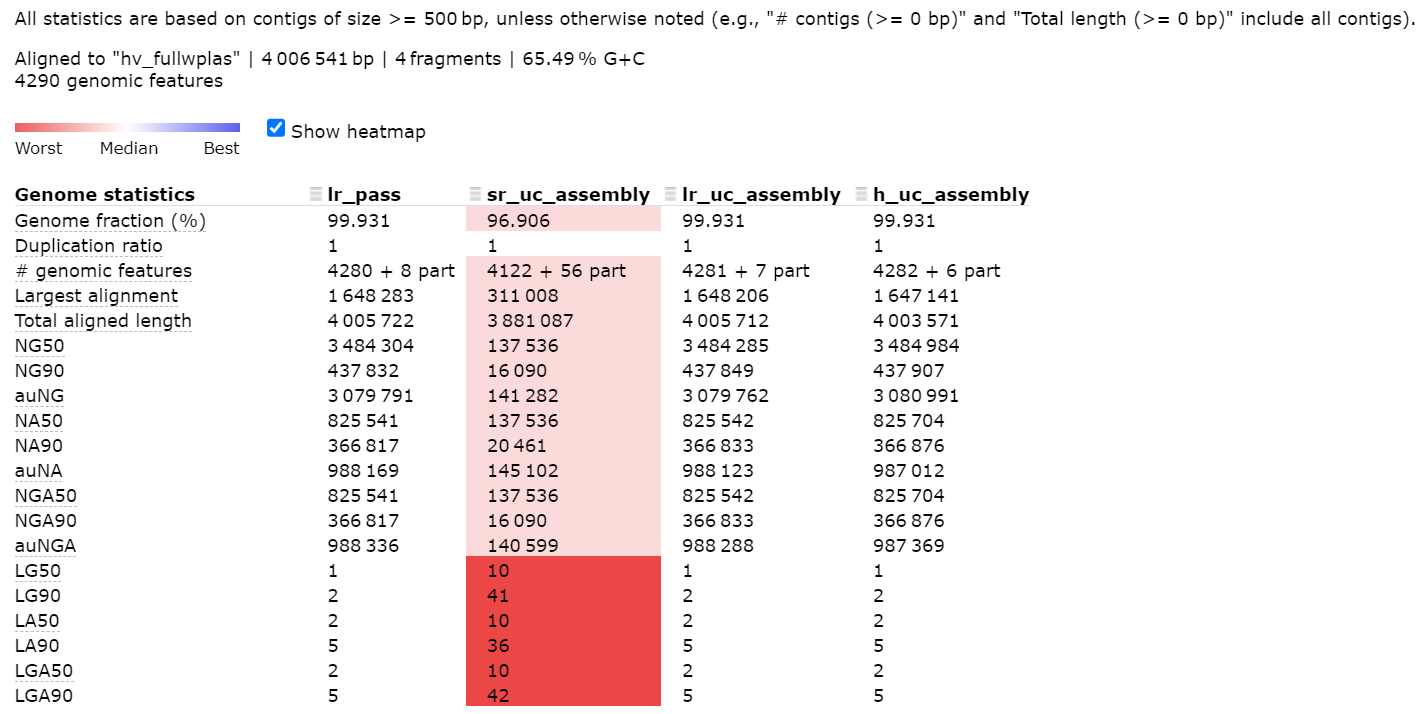 All statistics are based on contigs of size >= 500 bp, unless otherwise noted (e.g., "# contigs (>= 0 bp)" and "Total length (>= 0 bp)" include all contigs).
Aligned to "hv_fullwplas" | 4 006 541 bp | 4 fragments | 65.49 % G+C
4290 genomic features
Show heatmap
Worst Median Best
Genome statistics lr_pass sr_uc_assembly lr_uc_assembly h_uc_assembly
Genome fraction (%) 99.931 96.906 99.931 99.931
Duplication ratio 1 1 1 1
# genomic features 4280 + 8 part 4122 + 56 part 4281 + 7 part 4282 + 6 part
Largest alignment 1 648 283 311 008 1 648 206 1 647 141
Total aligned length 4 005 722 3 881 087 4 005 712 4 003 571
NG50 3 484 304 137 536 3 484 285 3 484 984
NG90 437 832 16 090 437 849 437 907
auNG 3 079 791 141 282 3 079 762 3 080 991
NA50 825 541 137 536 825 542 825 704
NA90 366 817 20 461 366 833 366 876
auNA 988 169 145 102 988 123 987 012
NGA50 825 541 137 536 825 542 825 704
NGA90 366 817 16 090 366 833 366 876
auNGA 988 336 140 599 988 288 987 369
LG50 1 10 1 1
LG90 2 41 2 2
LA50 2 10 2 2
LA90 5 36 5 5
LGA50 2 10 2 2
LGA90 5 42 5 5